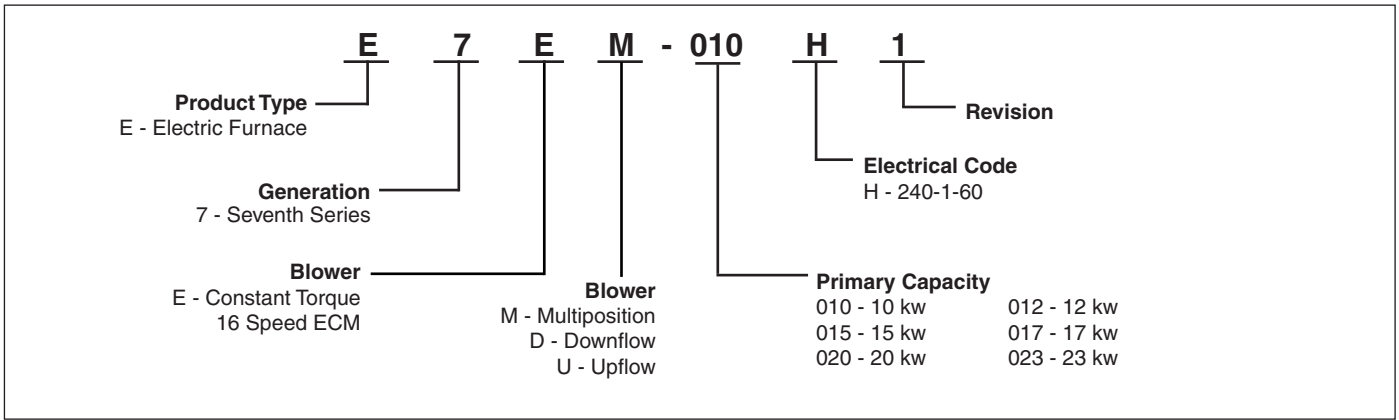 E 7 E M - 010 H 1
Product Type
E - Electric Furnace
Generation
7 - Seventh Series
Blower
E - Constant Torque
16 Speed ECM
Blower
M - Multiposition
D - Downflow
U - Upflow
Primary Capacity
010 - 10 kw 012 - 12 kw
015 - 15 kw 017 - 17 kw
020 - 20 kw 023 - 23 kw
Electrical Code
H - 240-1-60
Revision